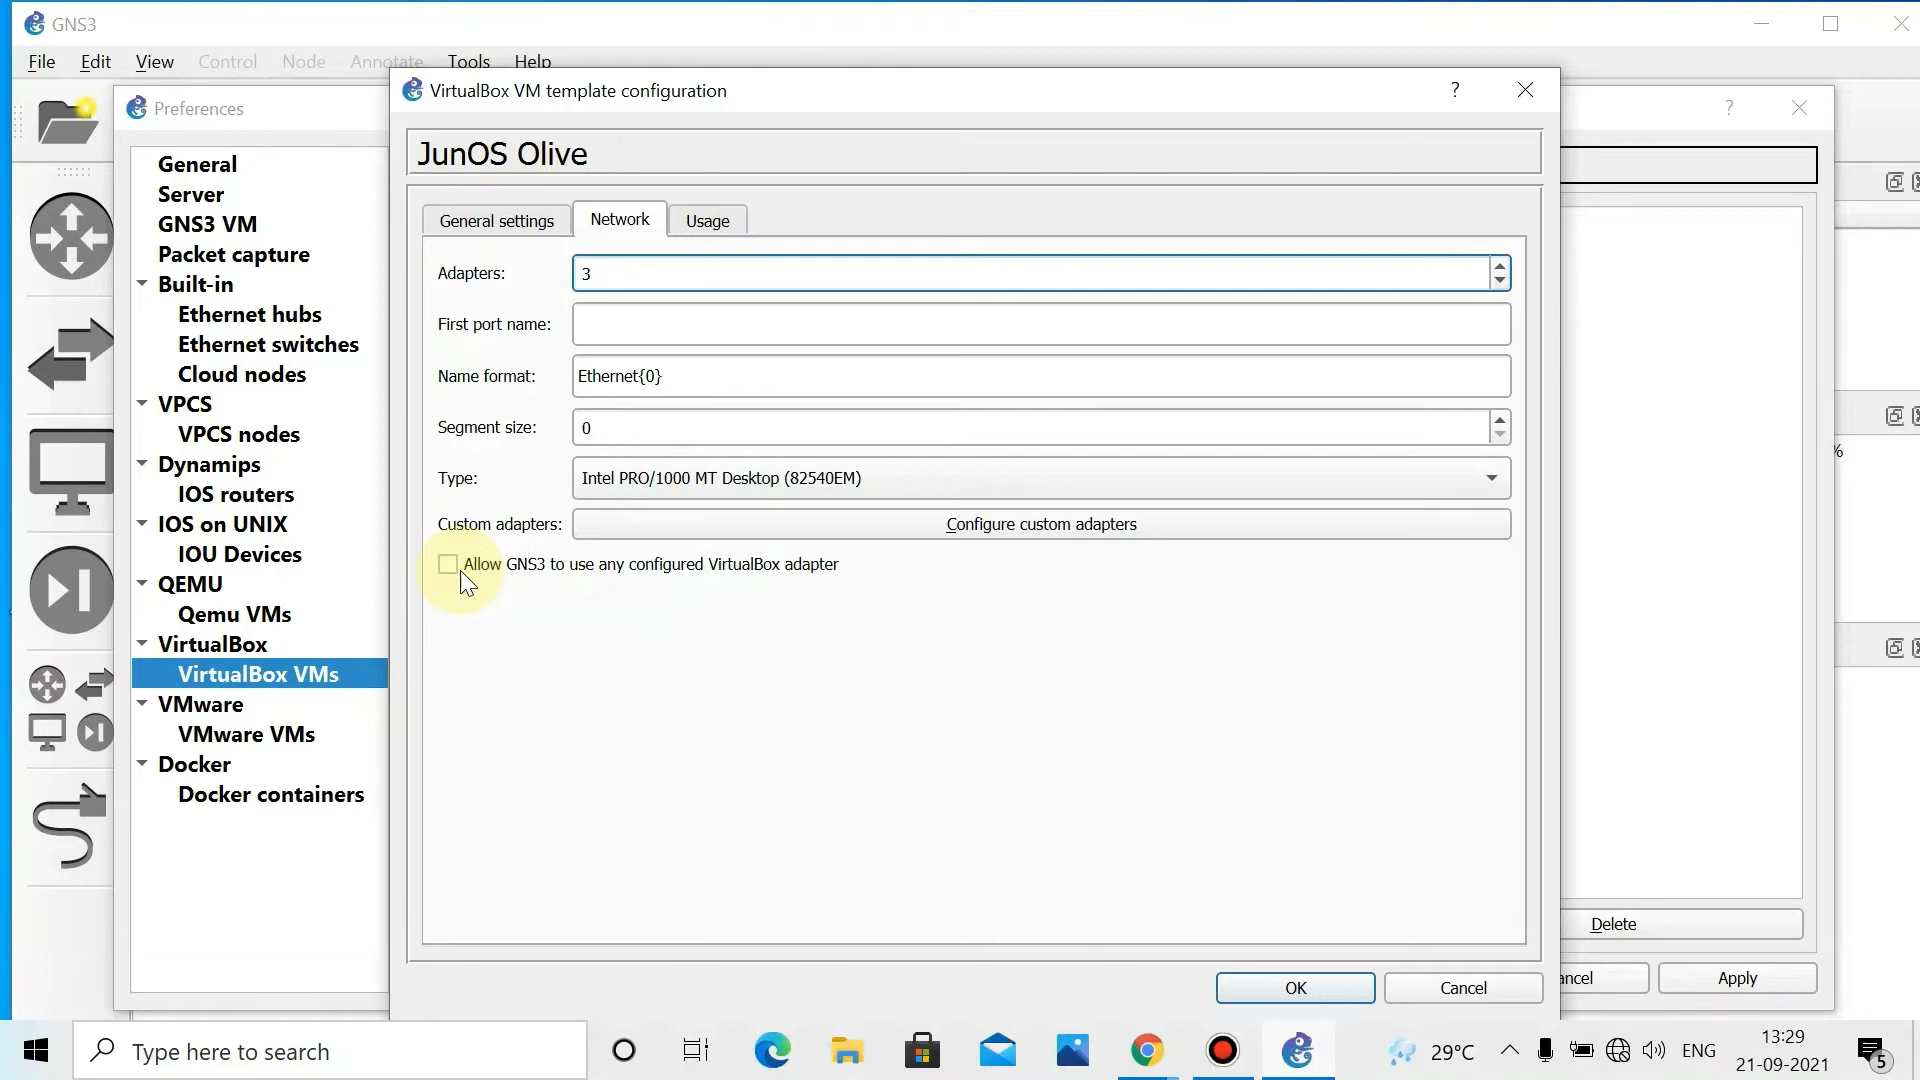 GNS3
File Edit View Control Node Annotate Tools Help
Preferences
VirtualBox VM template configuration
?
?
JunOS Olive
General
Server
GNS3 VM
Packet capture
Built-in
Ethernet hubs
Ethernet switches
Cloud nodes
VPCS
VPCS nodes
Dynamips
IOS routers
IOS on UNIX
IOU Devices
QEMU
Qemu VMs
VirtualBox
VirtualBox VMs
VMware
VMware VMs
Docker
Docker containers
General settings Network Usage
Adapters: 3
First port name:
Name format: Ethernet{0}
Segment size: 0
Type: Intel PRO/1000 MT Desktop (82540EM)
Custom adapters: Configure custom adapters
Allow GNS3 to use any configured VirtualBox adapter
%
Delete
OK Cancel
ancel Apply
Type here to search
29°C
ENG
13:29
21-09-2021
5